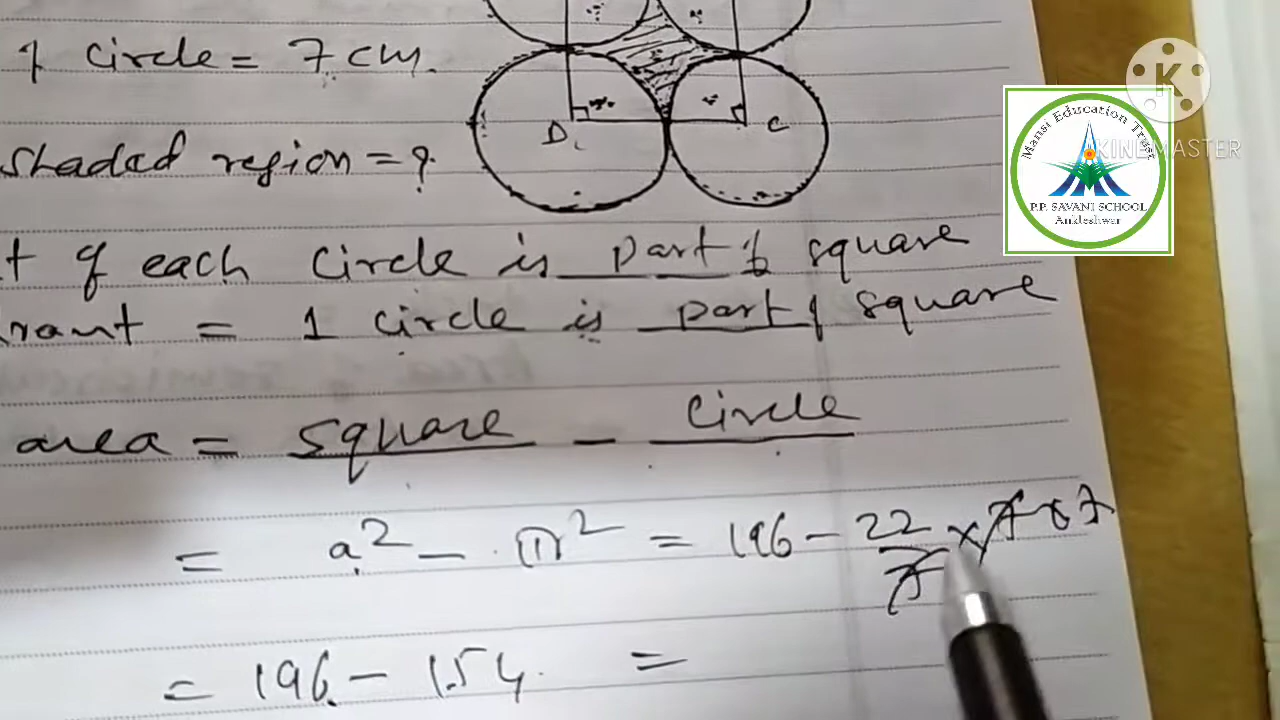 of circle = 7 cm.
shaded region = ?
D
C
t of each circle is part of square
rant = 1 circle is part of square
area = square - circle
= a² - πr² = 196 - 22/7 × 7 × 7
= 196 - 154 =
K
KINEMASTER
Mansi Education Trust
P.P. SAVANI SCHOOL
Ankleshwar